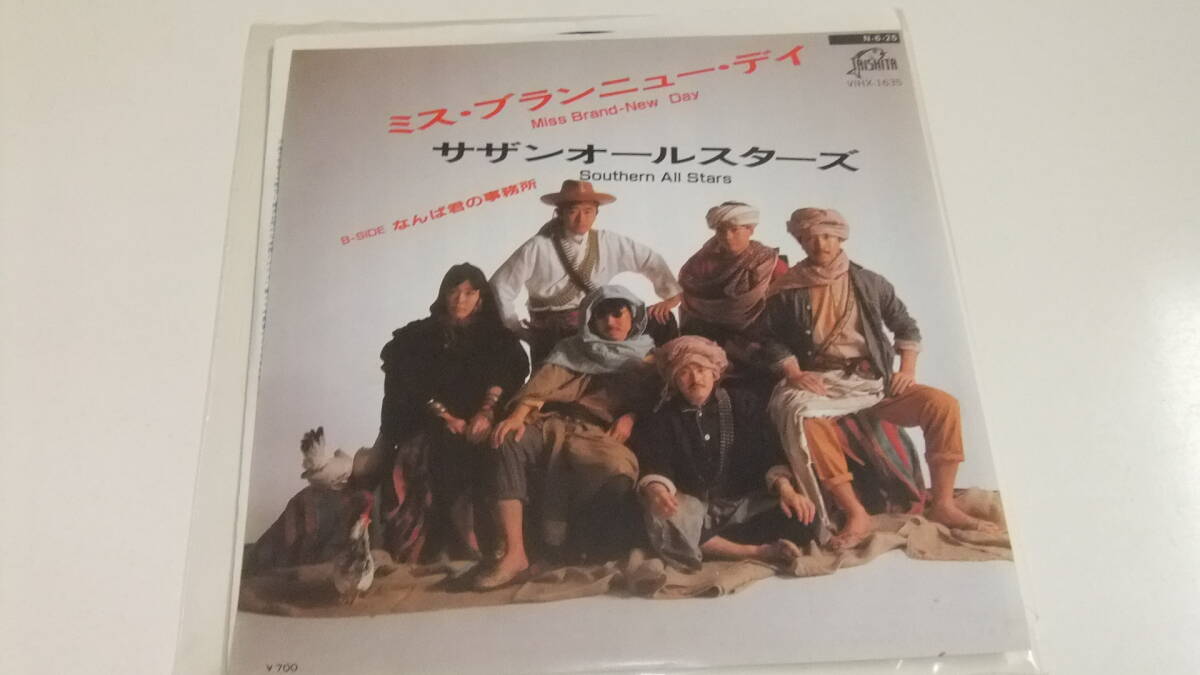 N-6-25
TAISHITA
VIHX-1635
ミス・ブランニュー・デイ
Miss Brand-New Day
サザンオールスターズ
Southern All Stars
B-SIDE なんば君の事務所
¥700